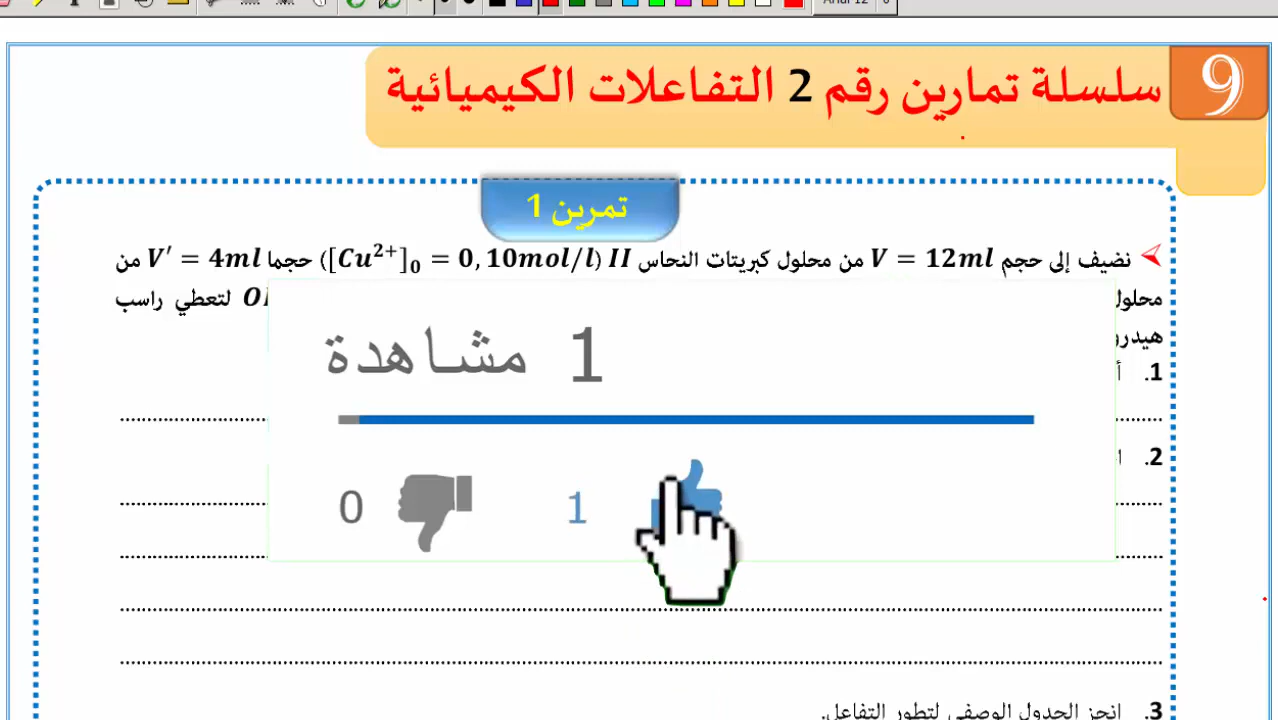 Arial 12
9
سلسلة تمارين رقم 2 التفاعلات الكيميائية
تمرين 1
نضيف إلى حجم V = 12ml من محلول كبريتات النحاس II ([Cu²⁺]₀ = 0, 10mol/l) حجما V′ = 4ml من
محلول لتعطي راسب
1 مشاهدة
.1
.2
0 1
.3 انجز الجدول الوصفي لتطور التفاعل.